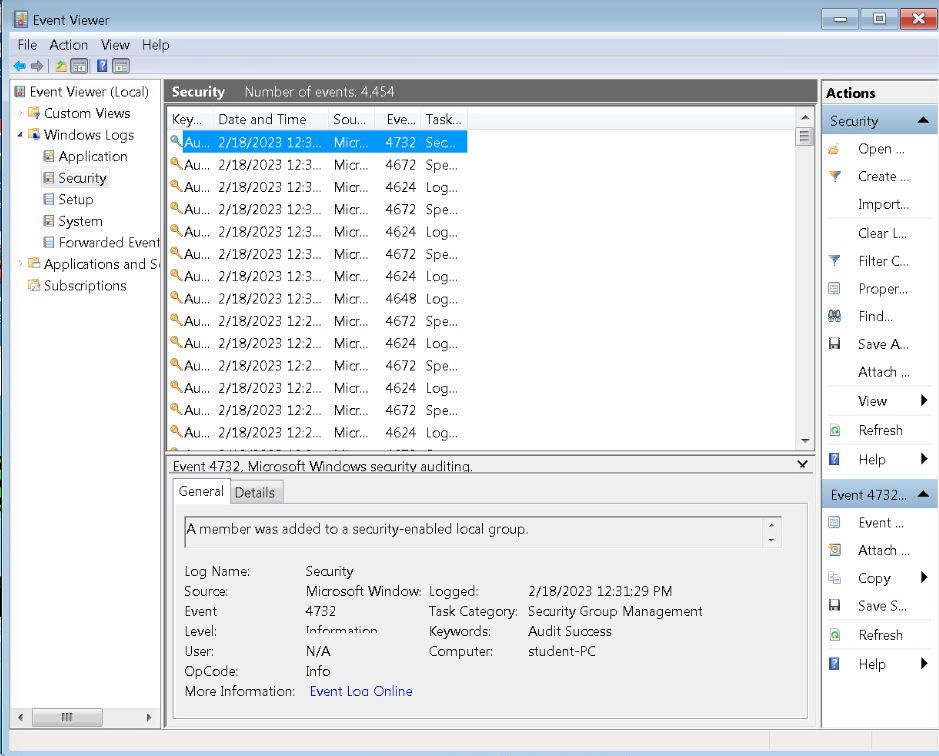 Event Viewer
File Action View Help
Event Viewer (Local)
Custom Views
Windows Logs
Application
Security
Setup
System
Forwarded Event
Applications and S
Subscriptions
Security Number of events: 4,454
Key... Date and Time Sou... Eve... Task...
Au... 2/18/2023 12:3... Micr... 4732 Sec...
Au... 2/18/2023 12:3... Micr... 4672 Spe...
Au... 2/18/2023 12:3... Micr... 4624 Log...
Au... 2/18/2023 12:3... Micr... 4672 Spe...
Au... 2/18/2023 12:3... Micr... 4624 Log...
Au... 2/18/2023 12:3... Micr... 4672 Spe...
Au... 2/18/2023 12:3... Micr... 4624 Log...
Au... 2/18/2023 12:3... Micr... 4648 Log...
Au... 2/18/2023 12:2... Micr... 4672 Spe...
Au... 2/18/2023 12:2... Micr... 4624 Log...
Au... 2/18/2023 12:2... Micr... 4672 Spe...
Au... 2/18/2023 12:2... Micr... 4624 Log...
Au... 2/18/2023 12:2... Micr... 4672 Spe...
Au... 2/18/2023 12:2... Micr... 4624 Log...
Event 4732, Microsoft Windows security auditing.
General Details
A member was added to a security-enabled local group.
Log Name: Security
Source: Microsoft Window: Logged: 2/18/2023 12:31:29 PM
Event 4732 Task Category: Security Group Management
Level: Information Keywords: Audit Success
User: N/A Computer: student-PC
OpCode: Info
More Information: Event Log Online
Actions
Security
Open ...
Create ...
Import...
Clear L...
Filter C...
Proper...
Find...
Save A...
Attach ...
View
Refresh
Help
Event 4732...
Event ...
Attach ...
Copy
Save S...
Refresh
Help